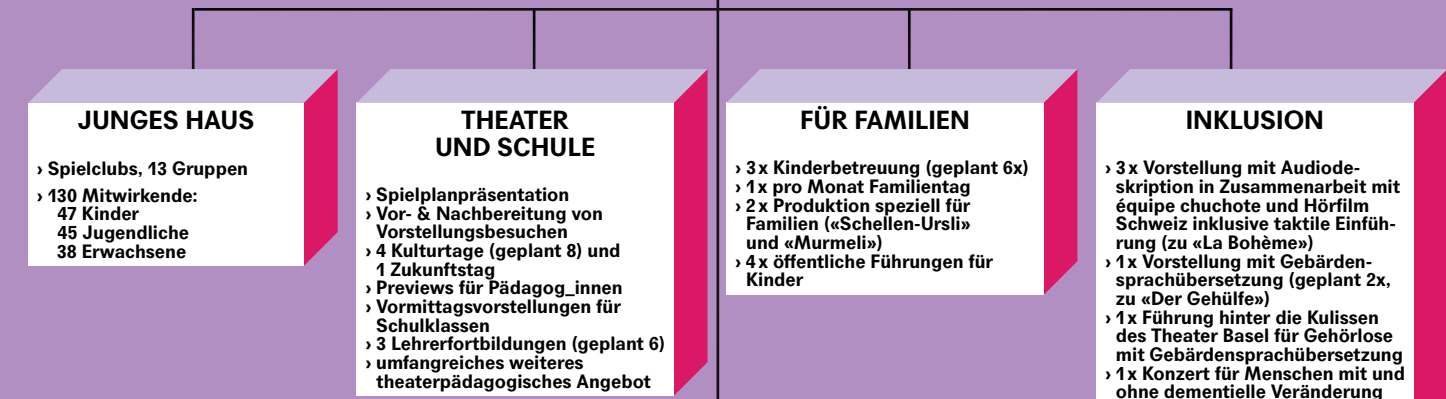 JUNGES HAUS
› Spielclubs, 13 Gruppen
› 130 Mitwirkende:
47 Kinder
45 Jugendliche
38 Erwachsene
THEATER
UND SCHULE
› Spielplanpräsentation
› Vor- & Nachbereitung von
Vorstellungsbesuchen
› 4 Kulturtage (geplant 8) und
1 Zukunftstag
› Previews für Pädagog_innen
› Vormittagsvorstellungen für
Schulklassen
› 3 Lehrerfortbildungen (geplant 6)
› umfangreiches weiteres
theaterpädagogisches Angebot
FÜR FAMILIEN
› 3 x Kinderbetreuung (geplant 6x)
› 1x pro Monat Familientag
› 2 x Produktion speziell für
Familien («Schellen-Ursli»
und «Murmeli»)
› 4 x öffentliche Führungen für
Kinder
INKLUSION
› 3 x Vorstellung mit Audiode-
skription in Zusammenarbeit mit
équipe chuchote und Hörfilm
Schweiz inklusive taktile Einfüh-
rung (zu «La Bohème»)
› 1x Vorstellung mit Gebärden-
sprachübersetzung (geplant 2x,
zu «Der Gehülfe»)
› 1x Führung hinter die Kulissen
des Theater Basel für Gehörlose
mit Gebärdensprachübersetzung
› 1x Konzert für Menschen mit und
ohne dementielle Veränderung